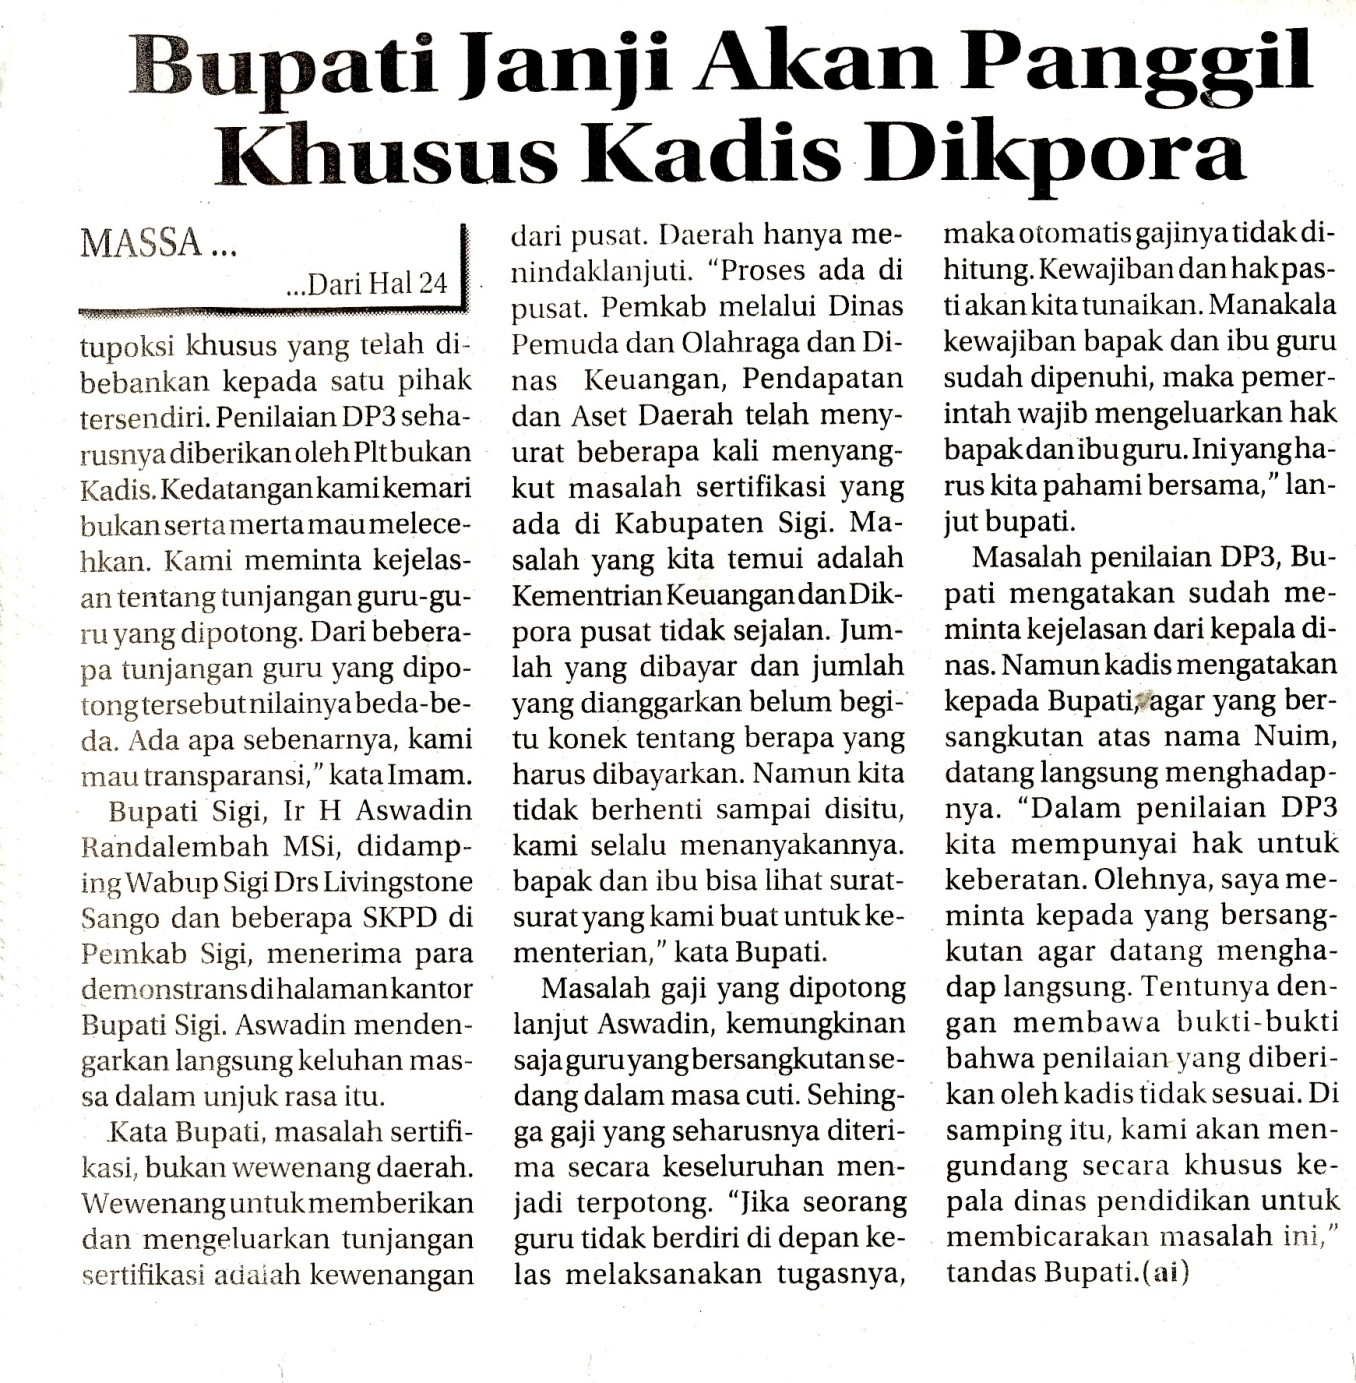 Bupati Janji Akan Panggil
Khusus Kadis Dikpora
MASSA ...
...Dari Hal 24
tupoksi khusus yang telah di-
bebankan kepada satu pihak
tersendiri. Penilaian DP3 seha-
rusnya diberikan oleh Plt bukan
Kadis. Kedatangan kami kemari
bukan serta merta mau melece-
hkan. Kami meminta kejelas-
an tentang tunjangan guru-gu-
ru yang dipotong. Dari bebera-
pa tunjangan guru yang dipo-
tong tersebut nilainya beda-be-
da. Ada apa sebenarnya, kami
mau transparansi,” kata Imam.
Bupati Sigi, Ir H Aswadin
Randalembah MSi, didamp-
ing Wabup Sigi Drs Livingstone
Sango dan beberapa SKPD di
Pemkab Sigi, menerima para
demonstrans di halaman kantor
Bupati Sigi. Aswadin menden-
garkan langsung keluhan mas-
sa dalam unjuk rasa itu.
Kata Bupati, masalah sertifi-
kasi, bukan wewenang daerah.
Wewenang untuk memberikan
dan mengeluarkan tunjangan
sertifikasi adalah kewenangan
dari pusat. Daerah hanya me-
nindaklanjuti. “Proses ada di
pusat. Pemkab melalui Dinas
Pemuda dan Olahraga dan Di-
nas Keuangan, Pendapatan
dan Aset Daerah telah meny-
urat beberapa kali menyang-
kut masalah sertifikasi yang
ada di Kabupaten Sigi. Ma-
salah yang kita temui adalah
Kementrian Keuangan dan Dik-
pora pusat tidak sejalan. Jum-
lah yang dibayar dan jumlah
yang dianggarkan belum begi-
tu konek tentang berapa yang
harus dibayarkan. Namun kita
tidak berhenti sampai disitu,
kami selalu menanyakannya.
bapak dan ibu bisa lihat surat-
surat yang kami buat untuk ke-
menterian,” kata Bupati.
Masalah gaji yang dipotong
lanjut Aswadin, kemungkinan
saja guru yang bersangkutan se-
dang dalam masa cuti. Sehing-
ga gaji yang seharusnya diteri-
ma secara keseluruhan men-
jadi terpotong. “Jika seorang
guru tidak berdiri di depan ke-
las melaksanakan tugasnya,
maka otomatis gajinya tidak di-
hitung. Kewajiban dan hak pas-
ti akan kita tunaikan. Manakala
kewajiban bapak dan ibu guru
sudah dipenuhi, maka pemer-
intah wajib mengeluarkan hak
bapak dan ibu guru. Ini yang ha-
rus kita pahami bersama,” lan-
jut bupati.
Masalah penilaian DP3, Bu-
pati mengatakan sudah me-
minta kejelasan dari kepala di-
nas. Namun kadis mengatakan
kepada Bupati, agar yang ber-
sangkutan atas nama Nuim,
datang langsung menghadap-
nya. “Dalam penilaian DP3
kita mempunyai hak untuk
keberatan. Olehnya, saya me-
minta kepada yang bersang-
kutan agar datang mengha-
dap langsung. Tentunya den-
gan membawa bukti-bukti
bahwa penilaian yang diberi-
kan oleh kadis tidak sesuai. Di
samping itu, kami akan men-
gundang secara khusus ke-
pala dinas pendidikan untuk
membicarakan masalah ini,”
tandas Bupati.(ai)